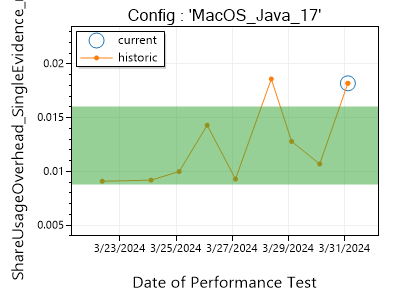 Config : 'MacOS_Java_17'
current
historic
ShareUsageOverhead_SingleEvidence_
0.02
0.015
0.01
0.005
3/23/2024
3/25/2024
3/27/2024
3/29/2024
3/31/2024
Date of Performance Test